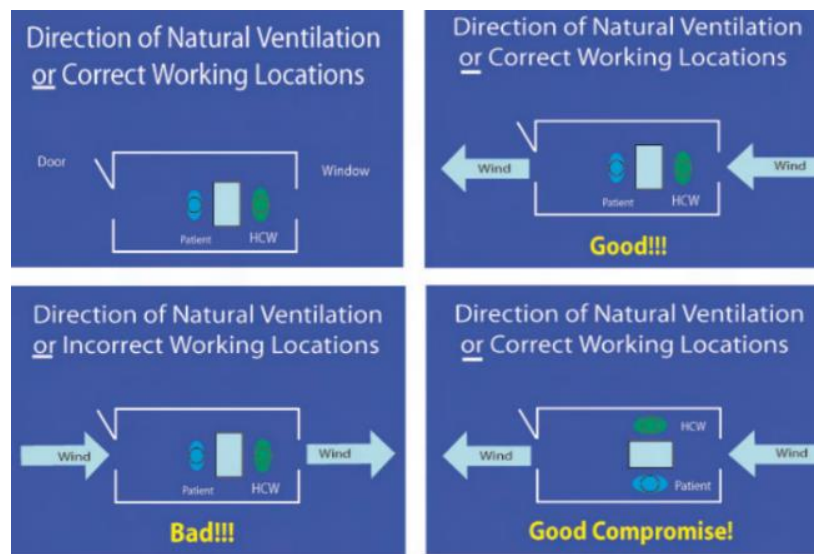 Direction of Natural Ventilation
or Correct Working Locations
Door
Window
Patient
HCW
Direction of Natural Ventilation
or Correct Working Locations
Wind
Wind
Patient
HCW
Good!!!
Direction of Natural Ventilation
or Incorrect Working Locations
Wind
Wind
Patient
HCW
Bad!!!
Direction of Natural Ventilation
or Correct Working Locations
HCW
Wind
Wind
Patient
Good Compromise!